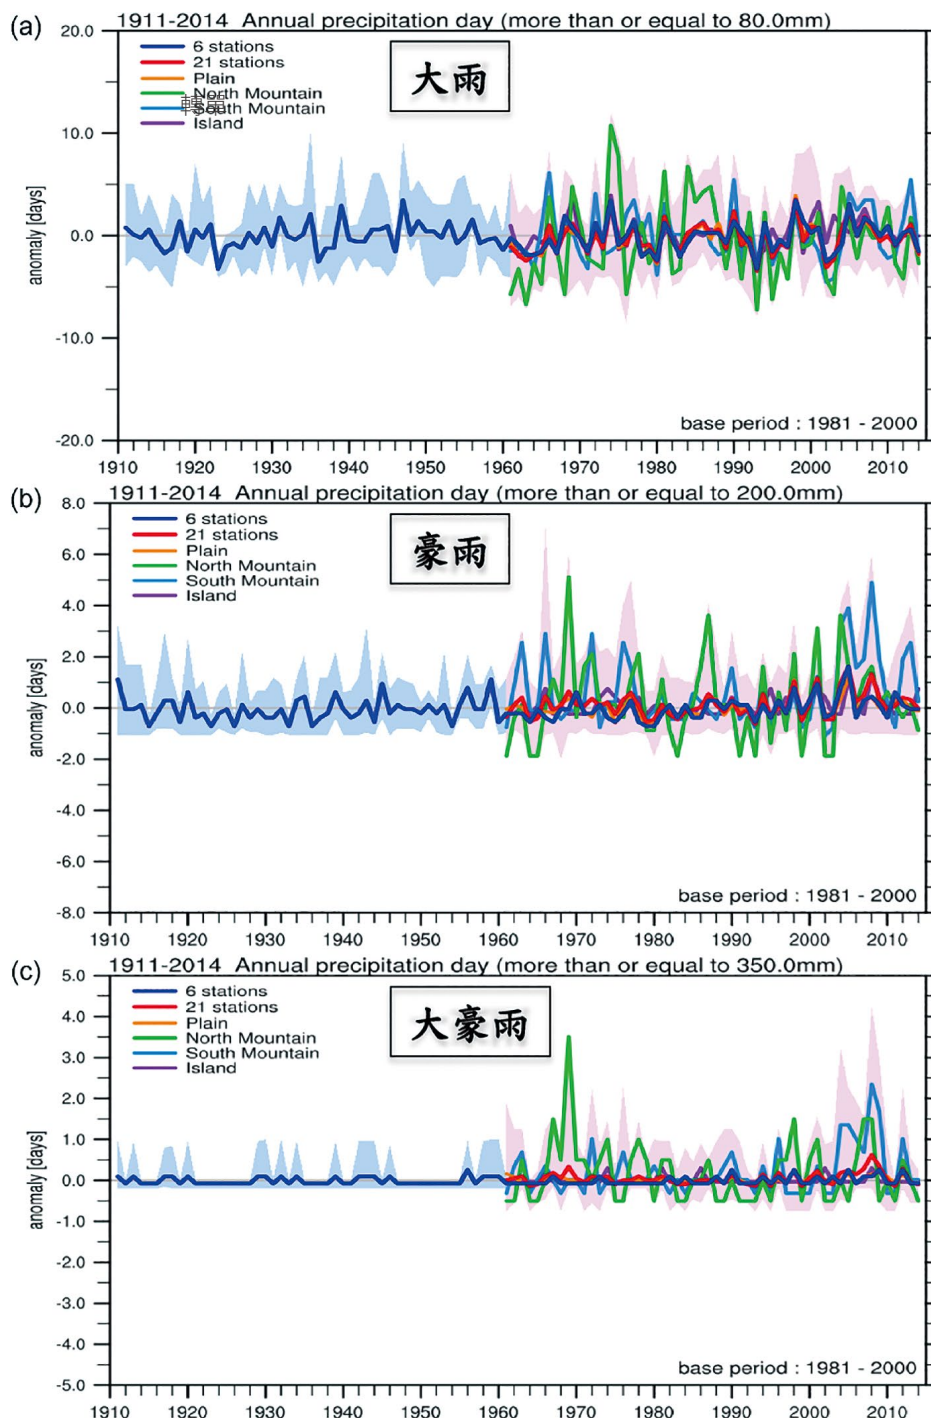 (a)
1911-2014 Annual precipitation day (more than or equal to 80.0mm)
20.0
10.0
0.0
-10.0
-20.0
anomaly [days]
6 stations
21 stations
Plain
North Mountain
South Mountain
Island
轉單
大雨
base period : 1981 - 2000
1910 1920 1930 1940 1950 1960 1970 1980 1990 2000 2010
(b)
1911-2014 Annual precipitation day (more than or equal to 200.0mm)
8.0
6.0
4.0
2.0
0.0
-2.0
-4.0
-6.0
-8.0
anomaly [days]
6 stations
21 stations
Plain
North Mountain
South Mountain
Island
豪雨
base period : 1981 - 2000
1910 1920 1930 1940 1950 1960 1970 1980 1990 2000 2010
(c)
1911-2014 Annual precipitation day (more than or equal to 350.0mm)
5.0
4.0
3.0
2.0
1.0
0.0
-1.0
-2.0
-3.0
-4.0
-5.0
anomaly [days]
6 stations
21 stations
Plain
North Mountain
South Mountain
Island
大豪雨
base period : 1981 - 2000
1910 1920 1930 1940 1950 1960 1970 1980 1990 2000 2010